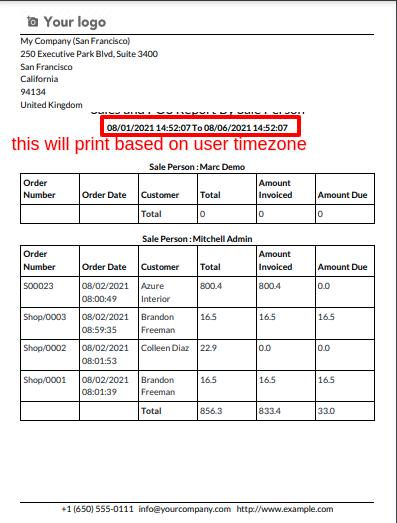 Your logo
My Company (San Francisco)
250 Executive Park Blvd, Suite 3400
San Francisco
California
94134
United Kingdom
Sales and POS Report By Sale Person
08/01/2021 14:52:07 To 08/06/2021 14:52:07
this will print based on user timezone
Sale Person : Marc Demo
Order Number Order Date Customer Total Amount Invoiced Amount Due
Total 0 0 0
Sale Person : Mitchell Admin
Order Number Order Date Customer Total Amount Invoiced Amount Due
S00023 08/02/2021 08:00:49 Azure Interior 800.4 800.4 0.0
Shop/0003 08/02/2021 08:59:35 Brandon Freeman 16.5 16.5 16.5
Shop/0002 08/02/2021 08:01:53 Colleen Diaz 22.9 0.0 0.0
Shop/0001 08/02/2021 08:01:39 Brandon Freeman 16.5 16.5 16.5
Total 856.3 833.4 33.0
+1 (650) 555-0111 info@yourcompany.com http://www.example.com